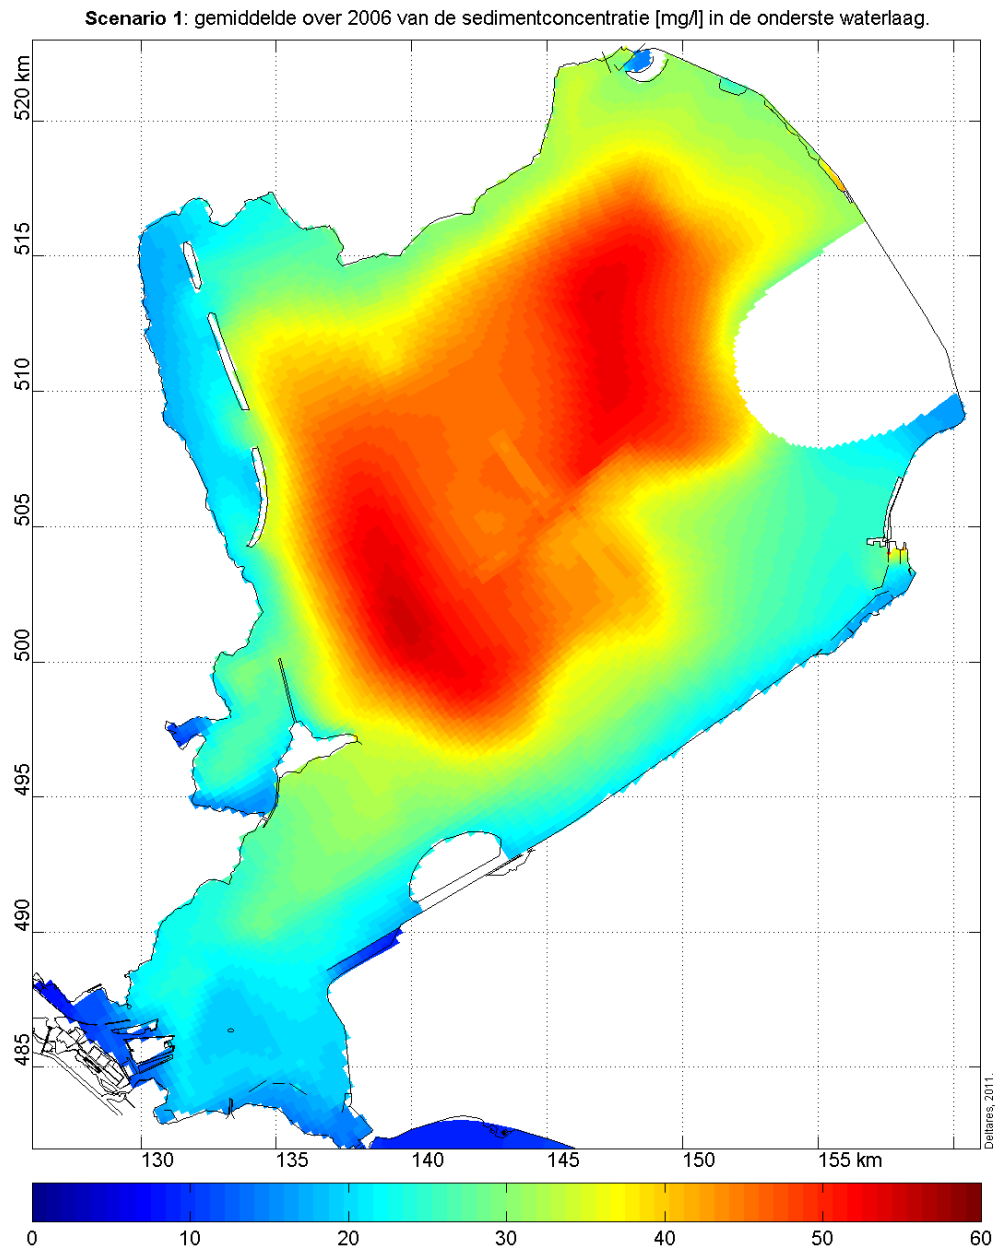 Scenario 1: gemiddelde over 2006 van de sedimentconcentratie [mg/l] in de onderste waterlaag.
520 km
515
510
505
500
495
490
485
130 135 140 145 150 155 km
Deltares, 2011.
0 10 20 30 40 50 60